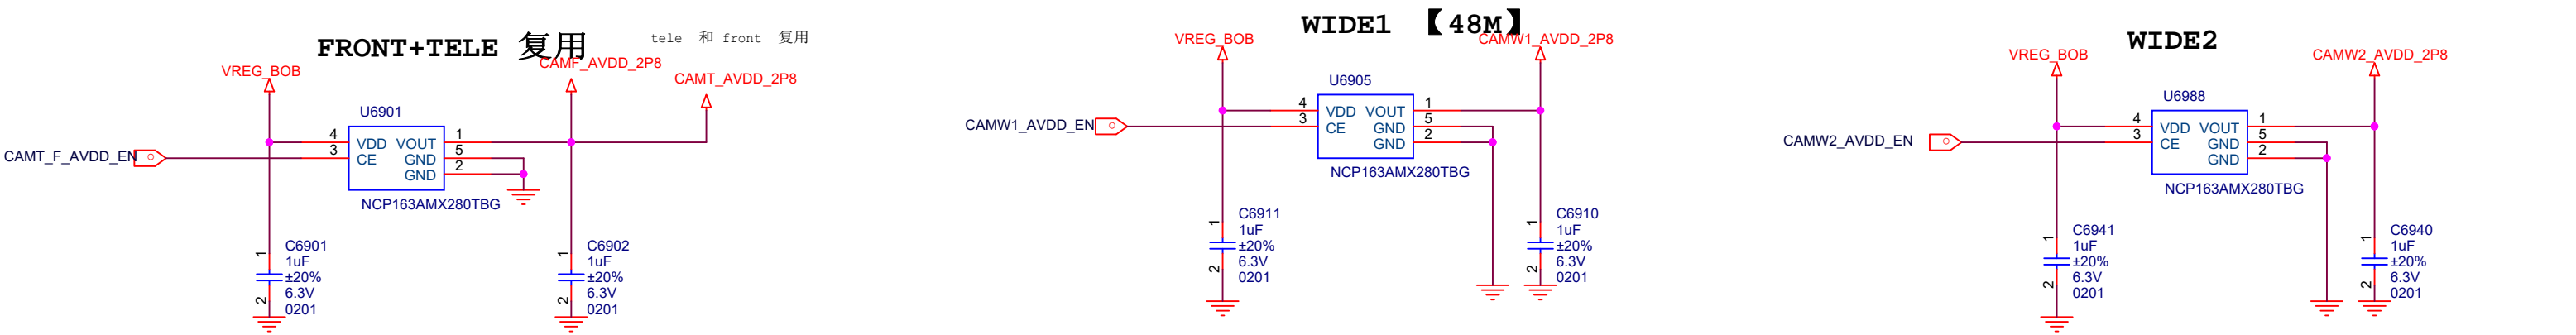 FRONT+TELE 复用
tele 和 front 复用
VREG_BOB
CAMF_AVDD_2P8
CAMT_AVDD_2P8
U6901
CAMT_F_AVDD_EN
4
3
VDD VOUT
CE GND
GND
1
5
2
NCP163AMX280TBG
1
2
C6901
1uF
±20%
6.3V
0201
1
2
C6902
1uF
±20%
6.3V
0201
WIDE1 【48M】
VREG_BOB
CAMW1_AVDD_2P8
U6905
CAMW1_AVDD_EN
4
3
VDD VOUT
CE GND
GND
1
5
2
NCP163AMX280TBG
1
2
C6911
1uF
±20%
6.3V
0201
1
2
C6910
1uF
±20%
6.3V
0201
WIDE2
VREG_BOB
CAMW2_AVDD_2P8
U6988
CAMW2_AVDD_EN
4
3
VDD VOUT
CE GND
GND
1
5
2
NCP163AMX280TBG
1
2
C6941
1uF
±20%
6.3V
0201
1
2
C6940
1uF
±20%
6.3V
0201